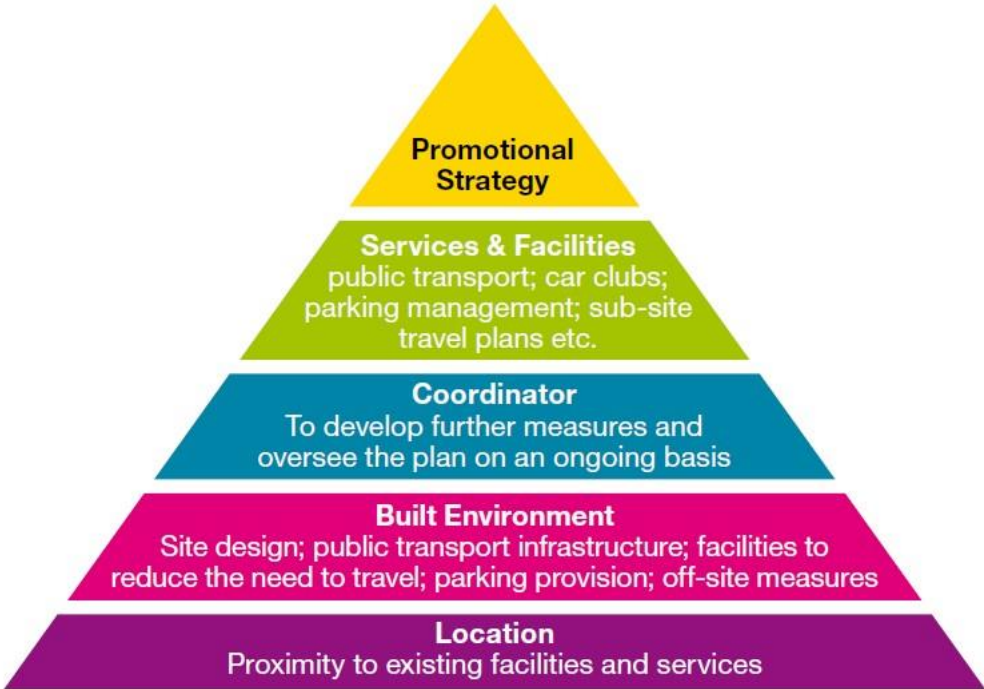 Promotional
Strategy
Services & Facilities
public transport; car clubs;
parking management; sub-site
travel plans etc.
Coordinator
To develop further measures and
oversee the plan on an ongoing basis
Built Environment
Site design; public transport infrastructure; facilities to
reduce the need to travel; parking provision; off-site measures
Location
Proximity to existing facilities and services